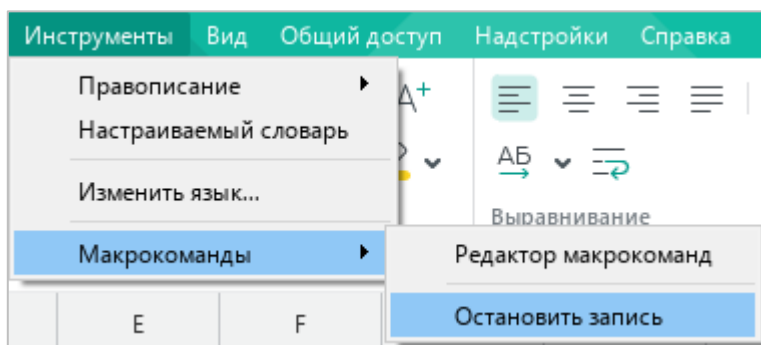 Инструменты Вид Общий доступ Надстройки Справка
Правописание
Настраиваемый словарь
Изменить язык...
Макрокоманды
A+
АБ
Выравнивание
Редактор макрокоманд
Остановить запись
E F